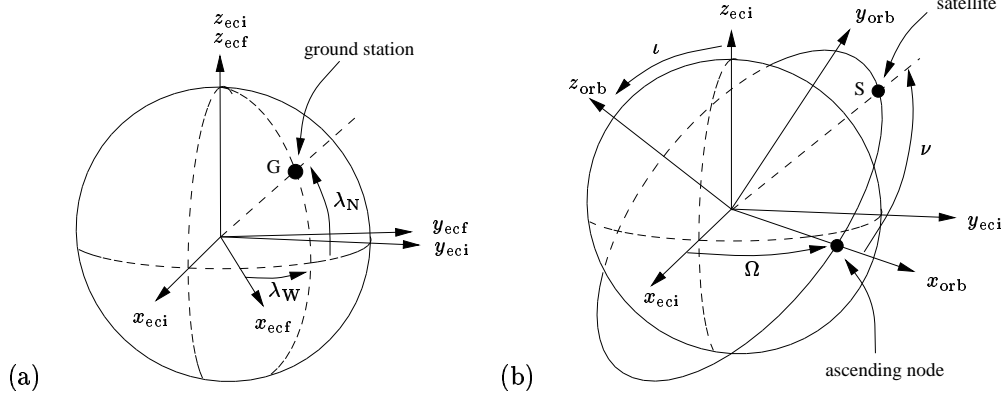 z_eci
z_ecf
ground station
G
λ_N
y_ecf
y_eci
λ_W
x_eci
x_ecf
(a)
satellite
z_eci
y_orb
ι
z_orb
S
ν
y_eci
Ω
x_eci
x_orb
ascending node
(b)